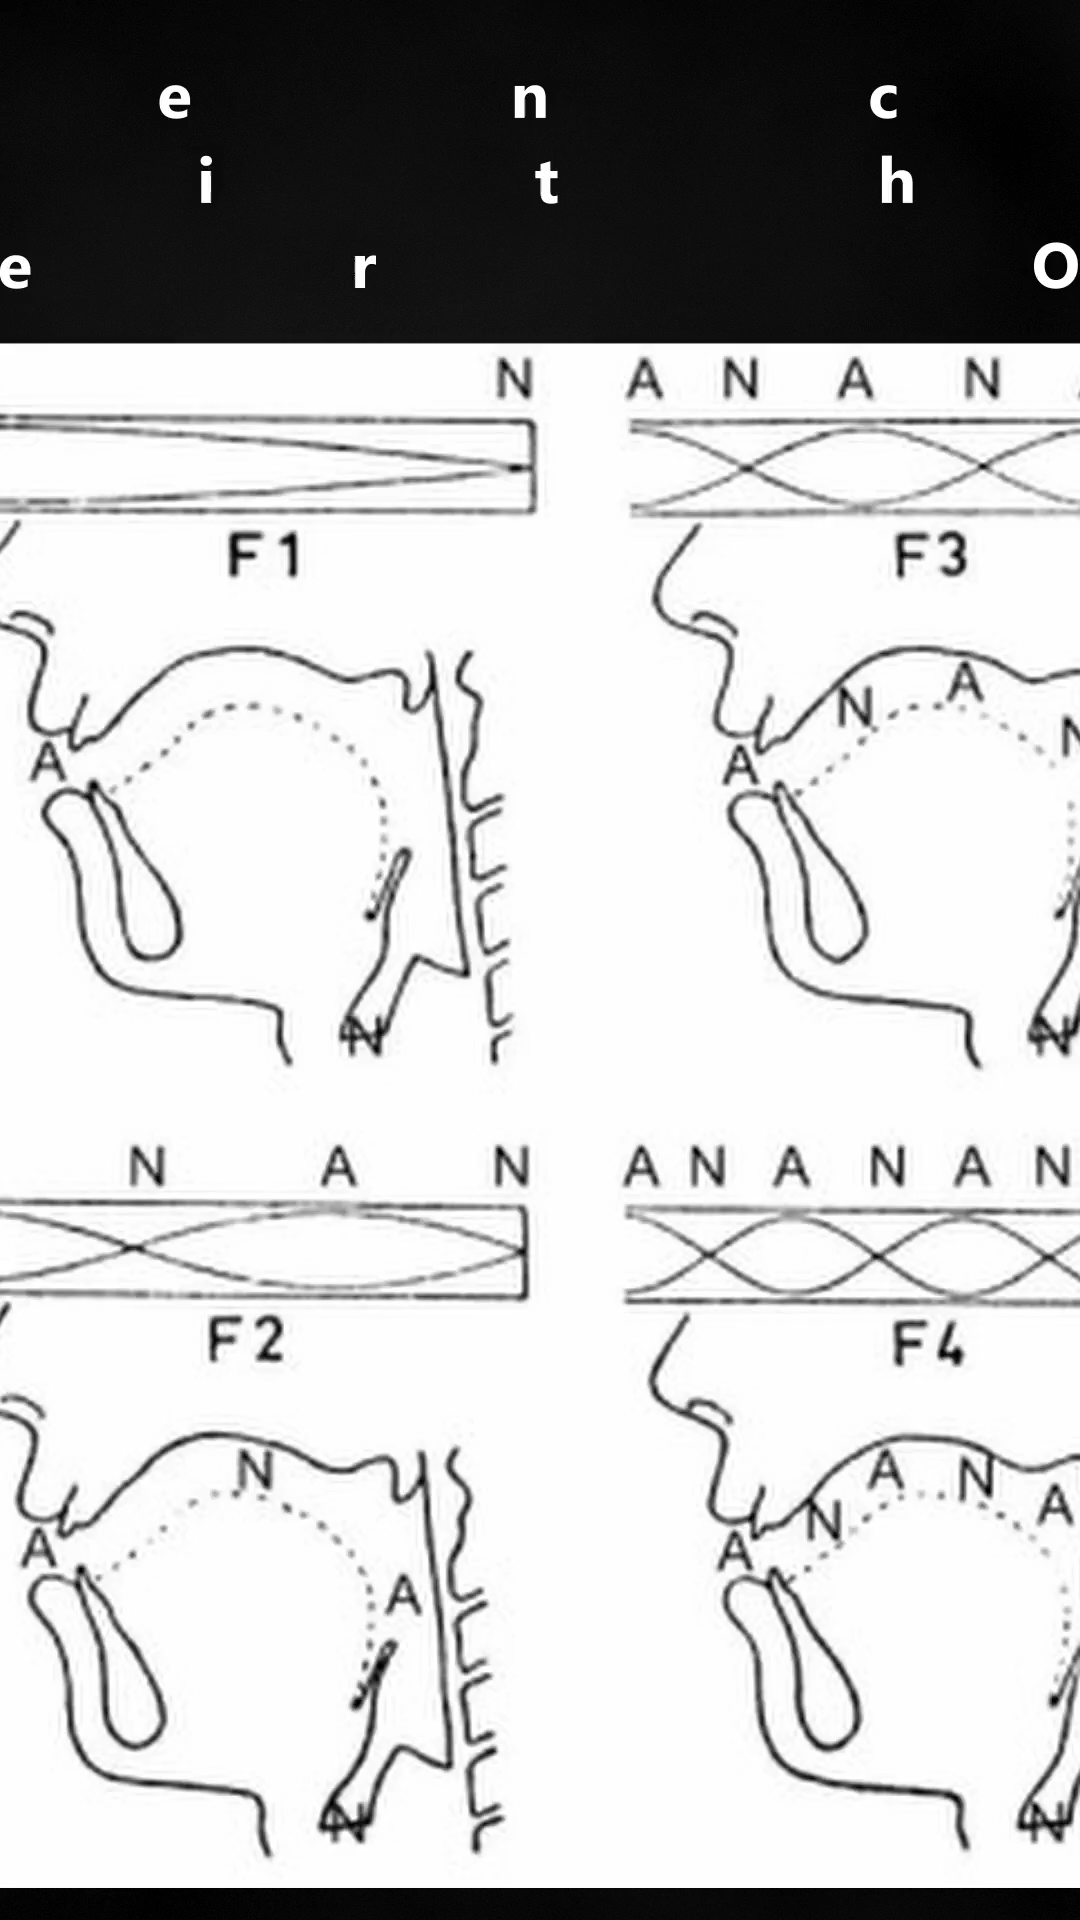 e n c
i t h
e r O
N A N A N
F1 F3
A N A N
A
N N
N A N A N A N A N
F2 F4
N A N A
A N A
A
N N